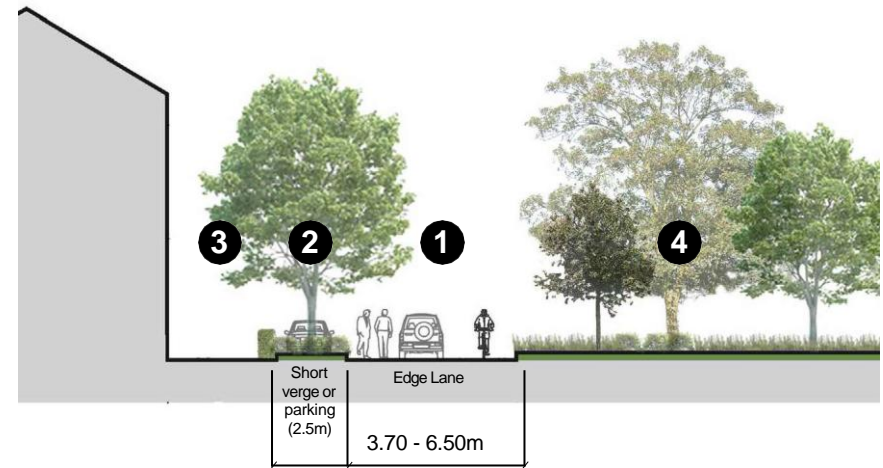 3 2 1 4
Short
verge or
parking
(2.5m)
Edge Lane
3.70 - 6.50m